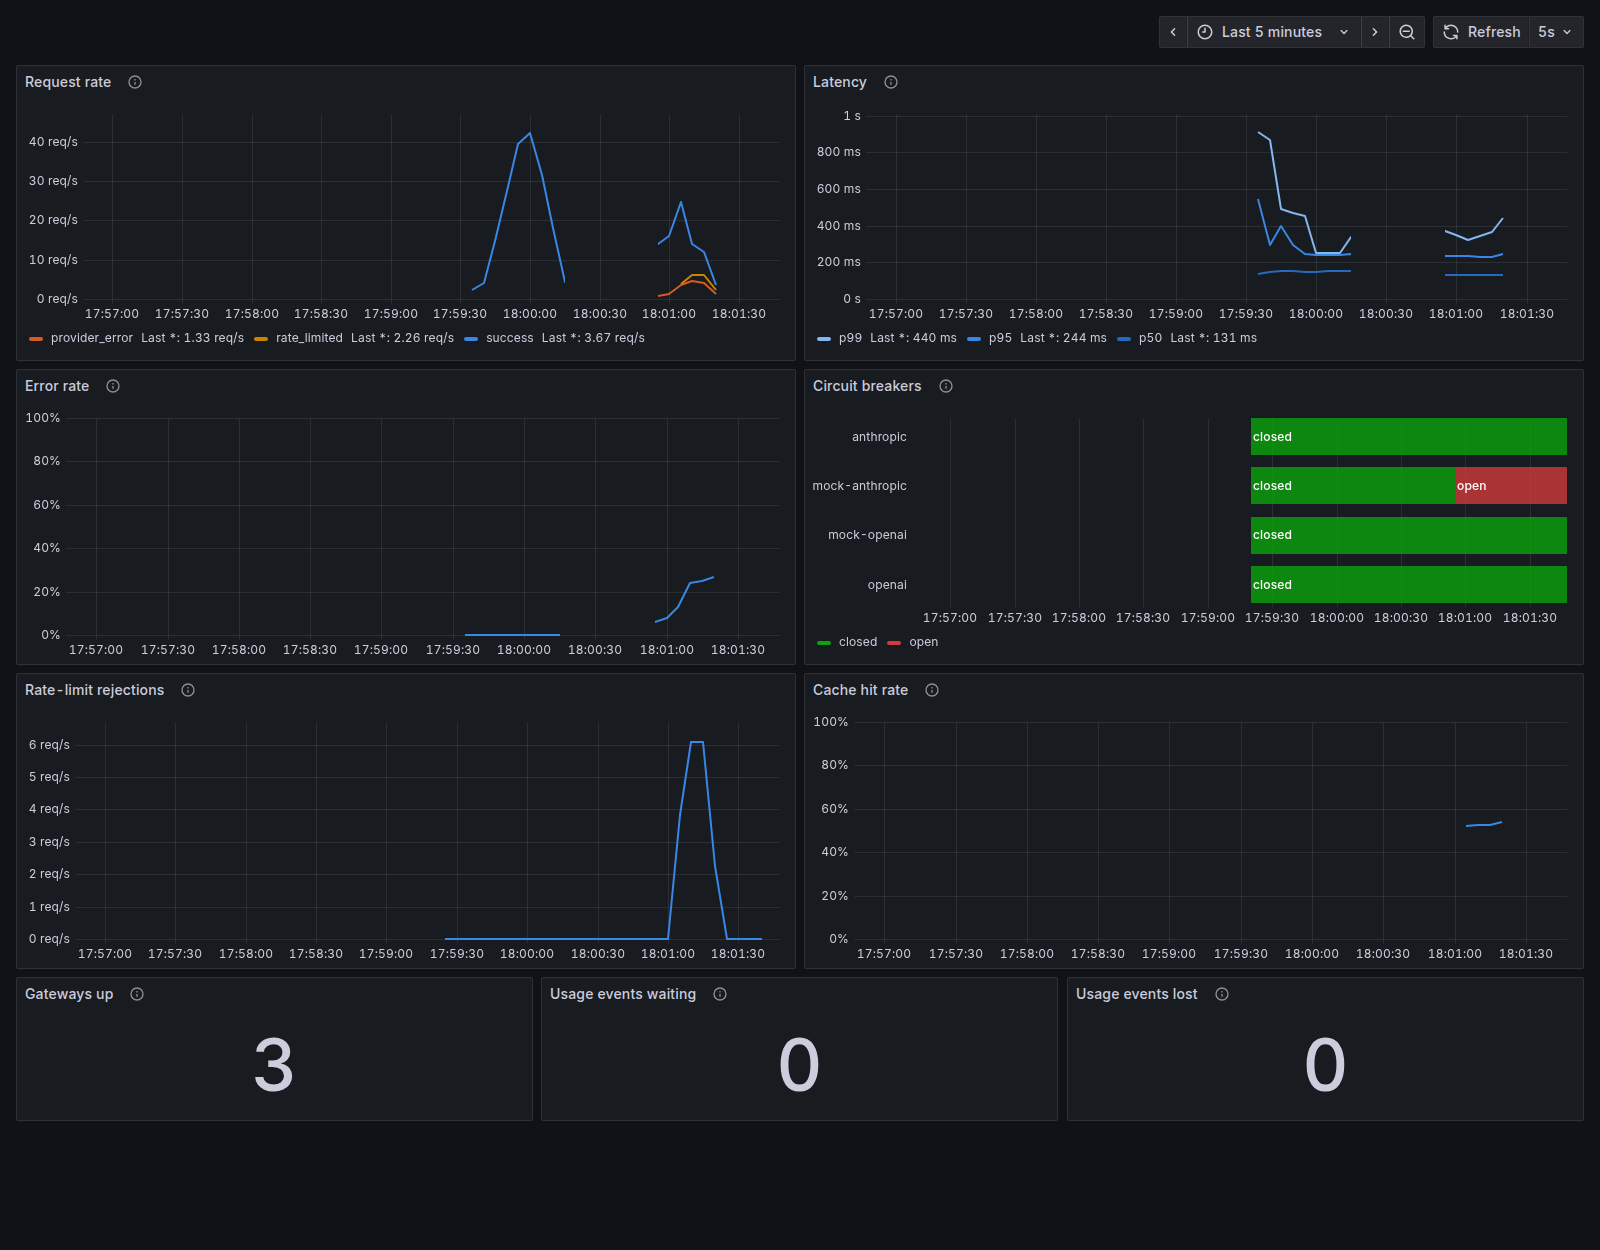 Last 5 minutes Refresh 5s
Request rate
40 req/s
30 req/s
20 req/s
10 req/s
0 req/s
17:57:00 17:57:30 17:58:00 17:58:30 17:59:00 17:59:30 18:00:00 18:00:30 18:01:00 18:01:30
provider_error Last *: 1.33 req/s rate_limited Last *: 2.26 req/s success Last *: 3.67 req/s
Latency
1 s
800 ms
600 ms
400 ms
200 ms
0 s
17:57:00 17:57:30 17:58:00 17:58:30 17:59:00 17:59:30 18:00:00 18:00:30 18:01:00 18:01:30
p99 Last *: 440 ms p95 Last *: 244 ms p50 Last *: 131 ms
Error rate
100%
80%
60%
40%
20%
0%
17:57:00 17:57:30 17:58:00 17:58:30 17:59:00 17:59:30 18:00:00 18:00:30 18:01:00 18:01:30
Circuit breakers
anthropic closed
mock-anthropic closed open
mock-openai closed
openai closed
17:57:00 17:57:30 17:58:00 17:58:30 17:59:00 17:59:30 18:00:00 18:00:30 18:01:00 18:01:30
closed open
Rate-limit rejections
6 req/s
5 req/s
4 req/s
3 req/s
2 req/s
1 req/s
0 req/s
17:57:00 17:57:30 17:58:00 17:58:30 17:59:00 17:59:30 18:00:00 18:00:30 18:01:00 18:01:30
Cache hit rate
100%
80%
60%
40%
20%
0%
17:57:00 17:57:30 17:58:00 17:58:30 17:59:00 17:59:30 18:00:00 18:00:30 18:01:00 18:01:30
Gateways up
3
Usage events waiting
0
Usage events lost
0